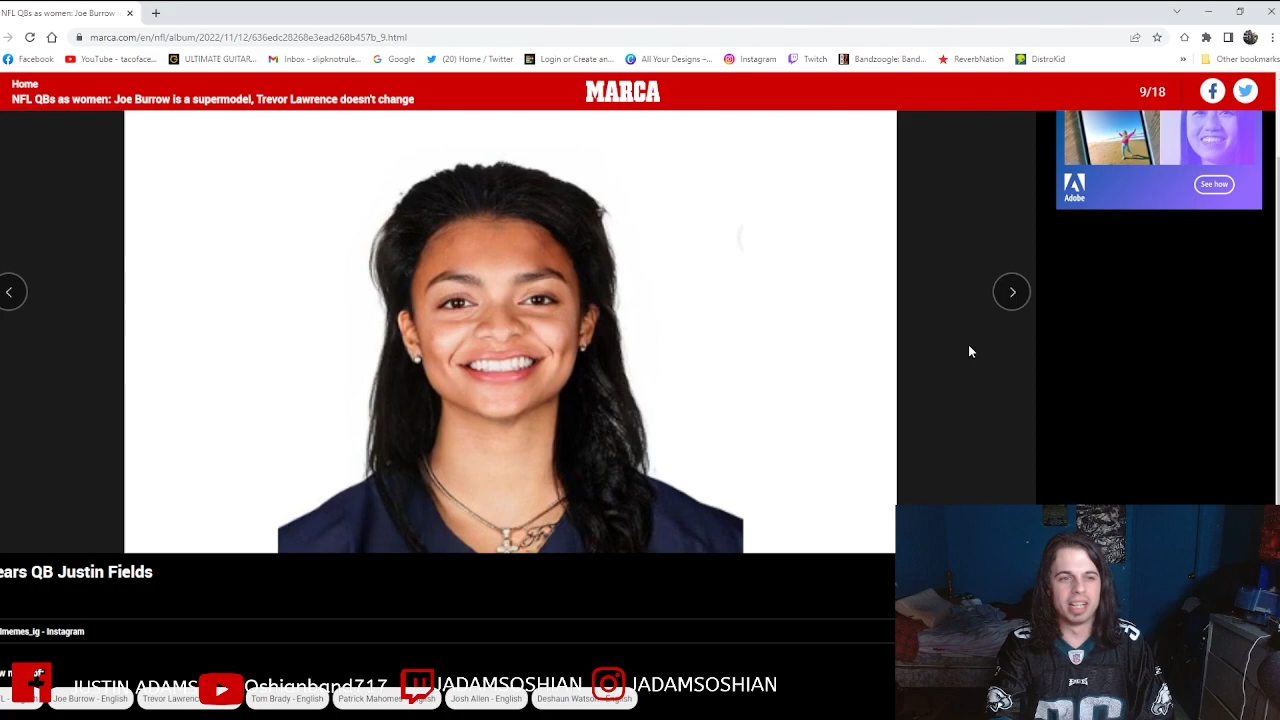 NFL QBs as women: Joe Burrow
marca.com/en/nfl/album/2022/11/12/636edc28268e3ead268b457b_9.html
Facebook YouTube - tacoface... ULTIMATE GUITAR... Inbox - slipknotrule... Google (20) Home / Twitter Login or Create an... All Your Designs –... Instagram Twitch Bandzoogle: Band... ReverbNation DistroKid » Other bookmarks
Home
NFL QBs as women: Joe Burrow is a supermodel, Trevor Lawrence doesn't change
MARCA
9/18
Adobe
See how
ears QB Justin Fields
lmemes_ig - Instagram
JUSTIN ADAMS Oshianband717 JADAMSOSHIAN JADAMSOSHIAN
Joe Burrow - English Trevor Lawrence Tom Brady - English Patrick Mahomes English Josh Allen - English Deshaun Watson English